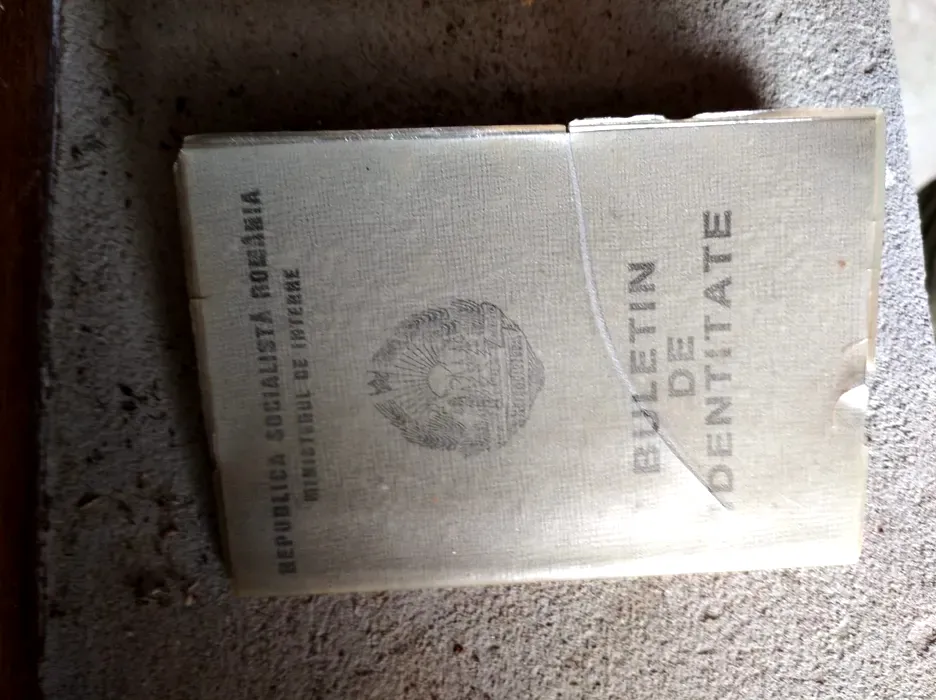 REPUBLICA SOCIALISTĂ ROMÂNIA
MINISTERUL DE INTERNE
BULETIN
DE
IDENTITATE